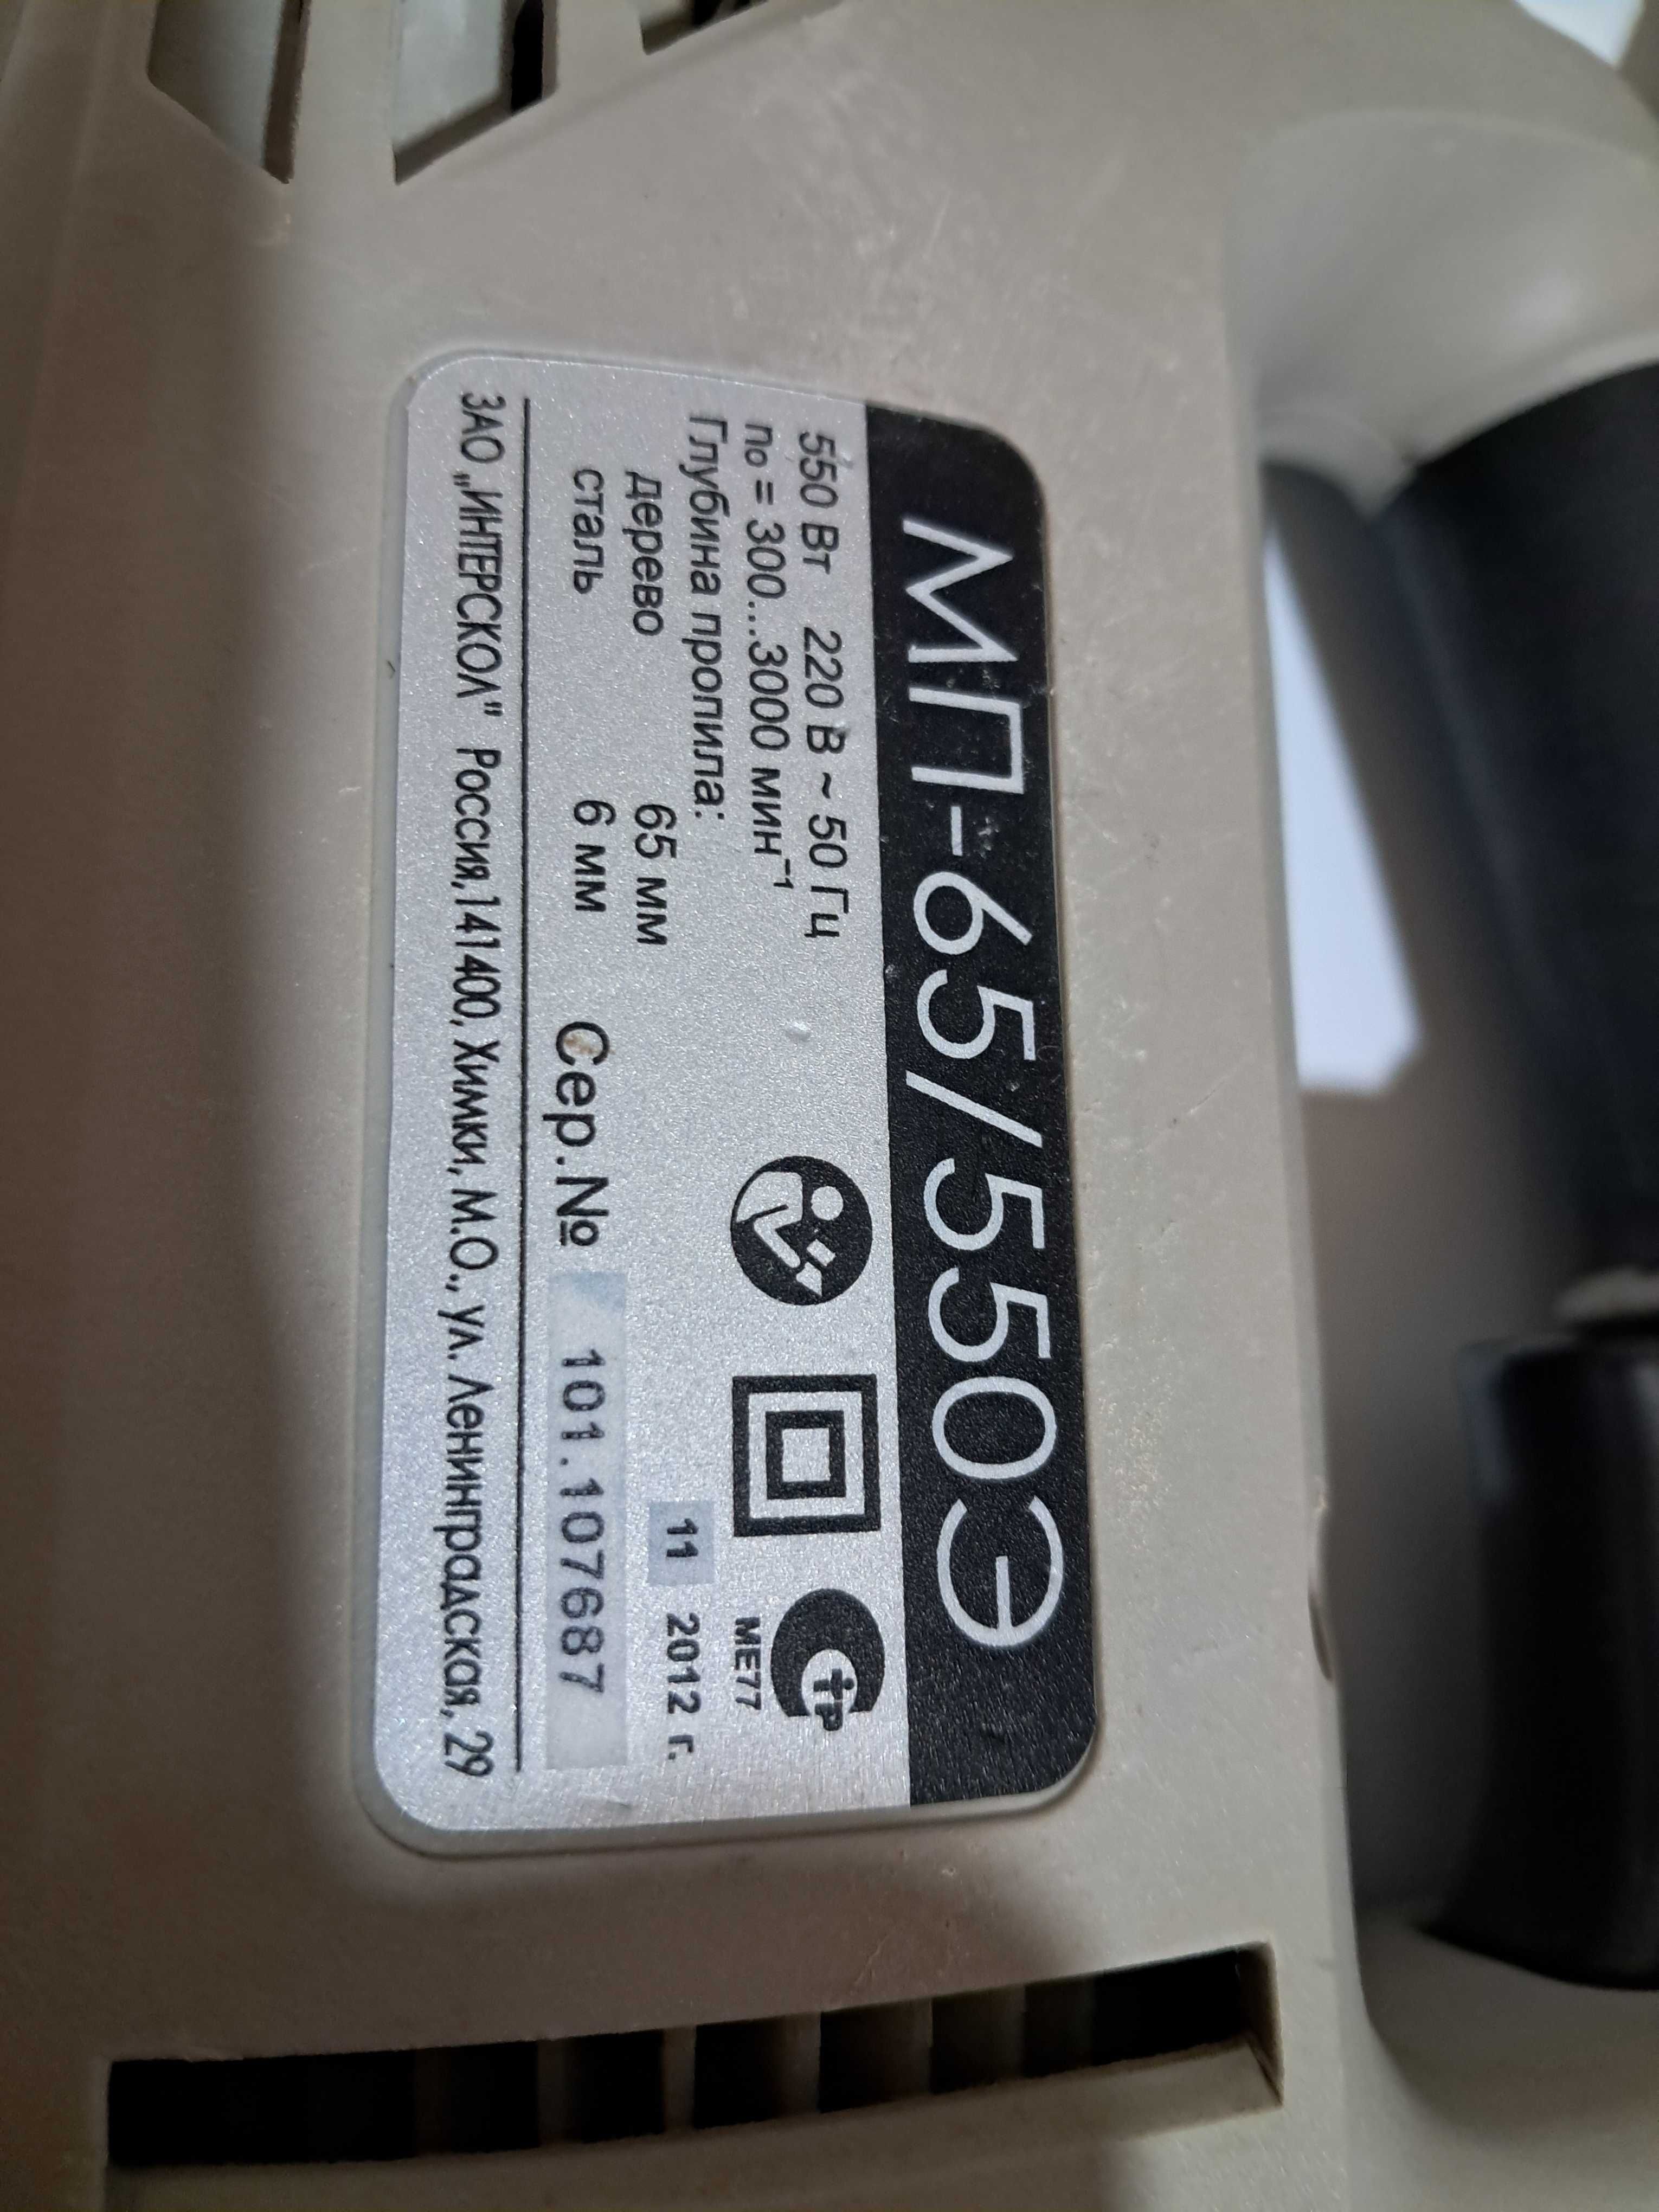 МП-65/550Э
550 Вт 220 В ~ 50 Гц
n₀ = 300...3000 мин⁻¹
Глубина пропила:
дерево 65 мм
сталь 6 мм
МЕ77
11 2012 г.
Сер.№ 101.107687
ЗАО „ИНТЕРСКОЛ" Россия,141400, Химки, М.О., ул. Ленинградская, 29